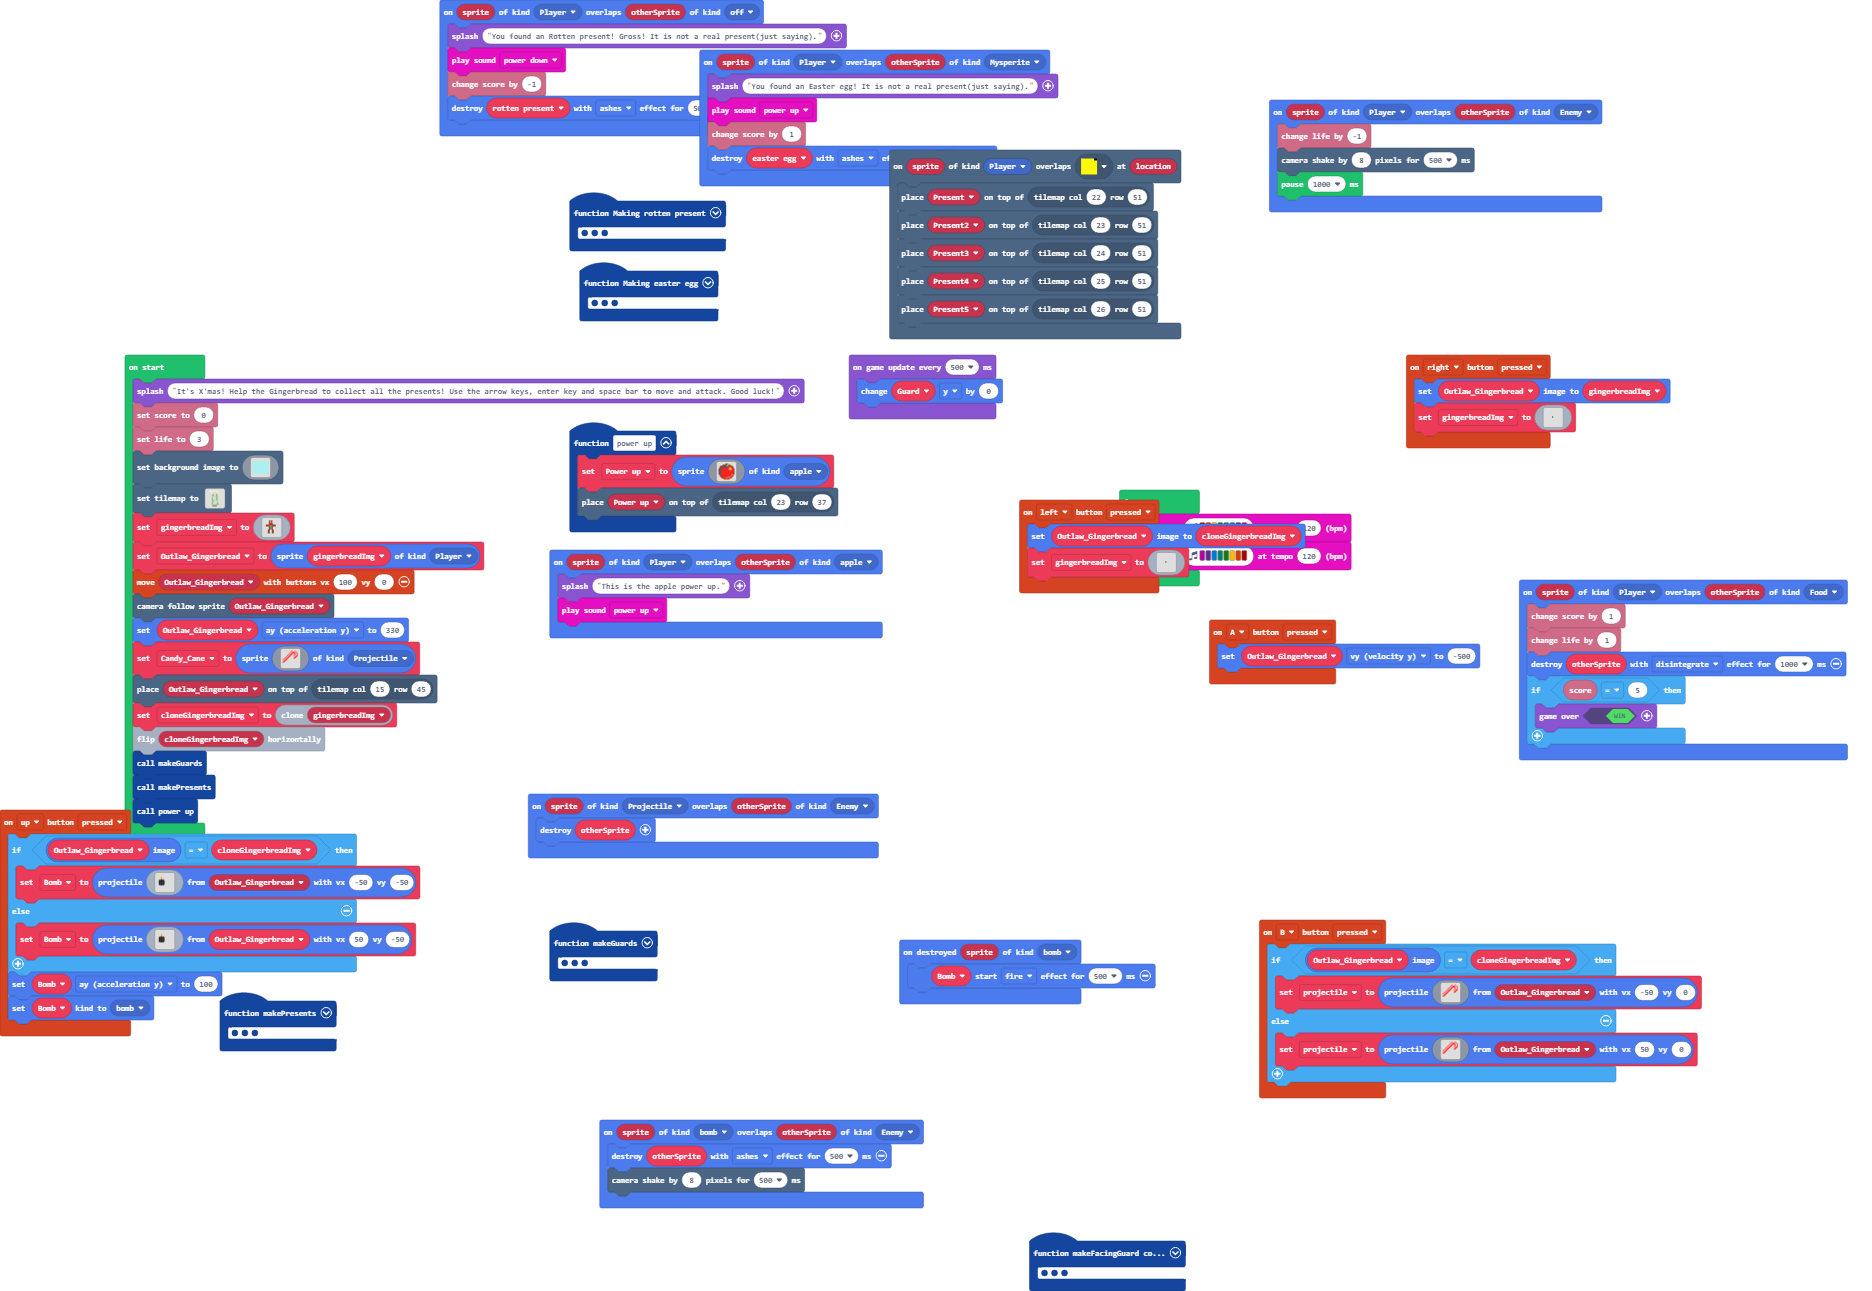 on sprite of kind Player overlaps otherSprite of kind off
splash "You found an Rotten present! Gross! It is not a real present(just saying)."
play sound power down
change score by -1
destroy rotten present with ashes effect for
on sprite of kind Player overlaps otherSprite of kind Mysperite
splash "You found an Easter egg! It is not a real present(just saying)."
play sound power up
change score by 1
destroy easter egg with ashes
on sprite of kind Player overlaps at location
place Present on top of tilemap col 22 row 51
place Present2 on top of tilemap col 23 row 51
place Present3 on top of tilemap col 24 row 51
place Present4 on top of tilemap col 25 row 51
place Present5 on top of tilemap col 26 row 51
on sprite of kind Player overlaps otherSprite of kind Enemy
change life by -1
camera shake by 8 pixels for 500 ms
pause 1000 ms
function Making rotten present
function Making easter egg
on start
splash "It's X'mas! Help the Gingerbread to collect all the presents! Use the arrow keys, enter key and space bar to move and attack. Good luck!"
set score to 0
set life to 3
set background image to
set tilemap to
set gingerbreadImg to
set Outlaw_Gingerbread to sprite gingerbreadImg of kind Player
move Outlaw_Gingerbread with buttons vx 100 vy 0
camera follow sprite Outlaw_Gingerbread
set Outlaw_Gingerbread ay (acceleration y) to 330
set Candy_Cane to sprite of kind Projectile
place Outlaw_Gingerbread on top of tilemap col 15 row 45
set cloneGingerbreadImg to clone gingerbreadImg
flip cloneGingerbreadImg horizontally
call makeGuards
call makePresents
call power up
on game update every 500 ms
change Guard y by 0
on right button pressed
set Outlaw_Gingerbread image to gingerbreadImg
set gingerbreadImg to
function power up
set Power up to sprite of kind apple
place Power up on top of tilemap col 23 row 37
on sprite of kind Player overlaps otherSprite of kind apple
splash "This is the apple power up."
play sound power up
on left button pressed
set Outlaw_Gingerbread image to cloneGingerbreadImg
set gingerbreadImg to
120 (bpm)
at tempo 120 (bpm)
on A button pressed
set Outlaw_Gingerbread vy (velocity y) to -500
on sprite of kind Player overlaps otherSprite of kind Food
change score by 1
change life by 1
destroy otherSprite with disintegrate effect for 1000 ms
if score = 5 then
game over WIN
on up button pressed
if Outlaw_Gingerbread image = cloneGingerbreadImg then
set Bomb to projectile from Outlaw_Gingerbread with vx -50 vy -50
else
set Bomb to projectile from Outlaw_Gingerbread with vx 50 vy -50
set Bomb ay (acceleration y) to 100
set Bomb kind to bomb
function makePresents
on sprite of kind Projectile overlaps otherSprite of kind Enemy
destroy otherSprite
function makeGuards
on destroyed sprite of kind bomb
Bomb start fire effect for 500 ms
on B button pressed
if Outlaw_Gingerbread image = cloneGingerbreadImg then
set projectile to projectile from Outlaw_Gingerbread with vx -50 vy 0
else
set projectile to projectile from Outlaw_Gingerbread with vx 50 vy 0
on sprite of kind bomb overlaps otherSprite of kind Enemy
destroy otherSprite with ashes effect for 500 ms
camera shake by 8 pixels for 500 ms
function makeFacingGuard co...